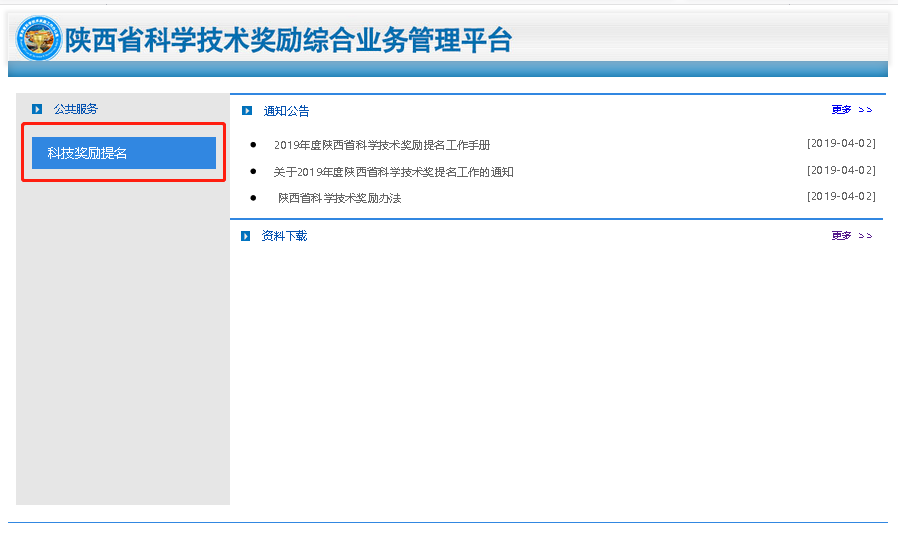 陕西省科学技术奖励综合业务管理平台
公共服务
科技奖励提名
通知公告 更多 >>
2019年度陕西省科学技术奖励提名工作手册 [2019-04-02]
关于2019年度陕西省科学技术奖提名工作的通知 [2019-04-02]
陕西省科学技术奖励办法 [2019-04-02]
资料下载 更多 >>